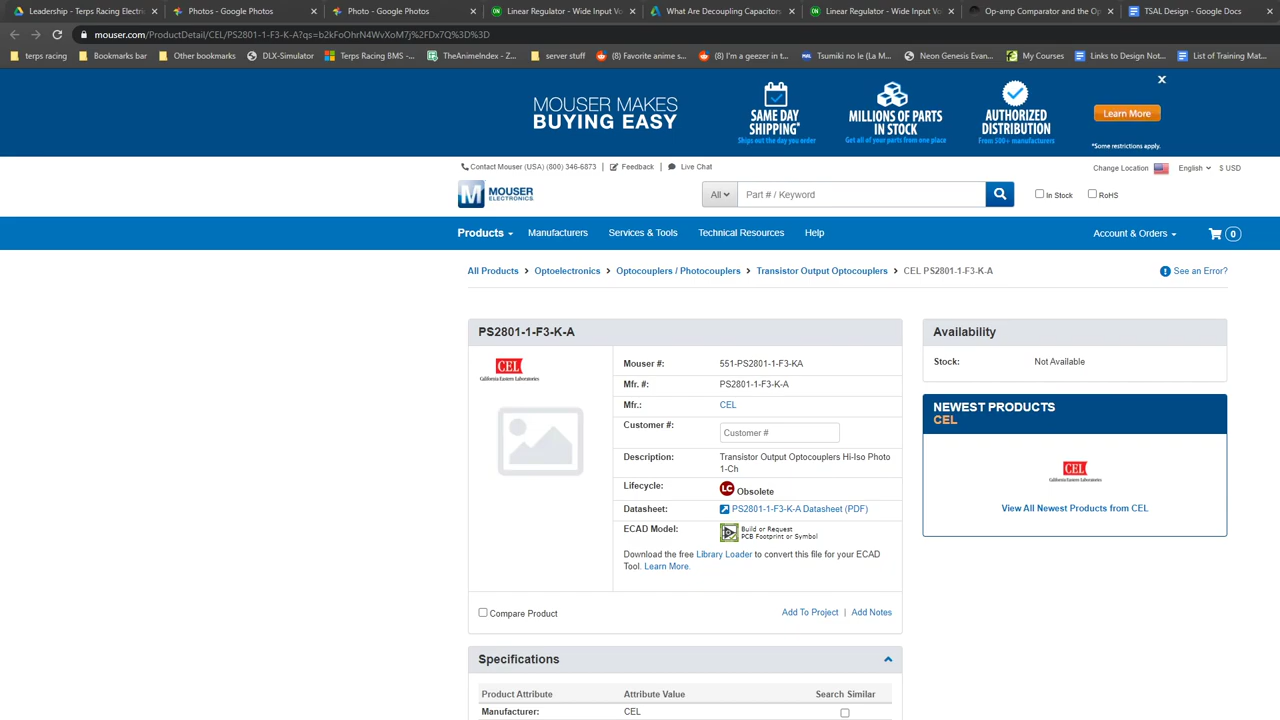 Leadership - Terps Racing Electri
Photos - Google Photos
Photo - Google Photos
Linear Regulator - Wide Input Vo
What Are Decoupling Capacitors
Linear Regulator - Wide Input Vo
Op-amp Comparator and the Op
TSAL Design - Google Docs
mouser.com/ProductDetail/CEL/PS2801-1-F3-K-A?qs=b2kFoOhrN4WvXoM7j%2FDx7Q%3D%3D
terps racing
Bookmarks bar
Other bookmarks
DLX-Simulator
Terps Racing BMS -...
TheAnimeIndex - Z...
server stuff
(8) Favorite anime s...
(8) I'm a geezer in t...
Tsumiki no Ie (La M...
Neon Genesis Evan...
My Courses
Links to Design Not...
List of Training Mat...
MOUSER MAKES
BUYING EASY
SAME DAY
SHIPPING*
Ships out the day you order
MILLIONS OF PARTS
IN STOCK
Get all of your parts from one place
AUTHORIZED
DISTRIBUTION
From 500+ manufacturers
X
Learn More
*Some restrictions apply.
Contact Mouser (USA) (800) 346-6873 | Feedback | Live Chat
Change Location English $ USD
M MOUSER
ELECTRONICS
All Part # / Keyword
In Stock RoHS
Products Manufacturers Services & Tools Technical Resources Help
Account & Orders 0
All Products > Optoelectronics > Optocouplers / Photocouplers > Transistor Output Optocouplers > CEL PS2801-1-F3-K-A
See an Error?
PS2801-1-F3-K-A
CEL
California Eastern Laboratories
Mouser #: 551-PS2801-1-F3-KA
Mfr. #: PS2801-1-F3-K-A
Mfr.: CEL
Customer #: Customer #
Description: Transistor Output Optocouplers Hi-Iso Photo
1-Ch
Lifecycle: LC Obsolete
Datasheet: PS2801-1-F3-K-A Datasheet (PDF)
ECAD Model: Build or Request
PCB Footprint or Symbol
Download the free Library Loader to convert this file for your ECAD
Tool. Learn More.
Compare Product
Add To Project | Add Notes
Availability
Stock: Not Available
NEWEST PRODUCTS
CEL
CEL
California Eastern Laboratories
View All Newest Products from CEL
Specifications
Product Attribute Attribute Value Search Similar
Manufacturer: CEL